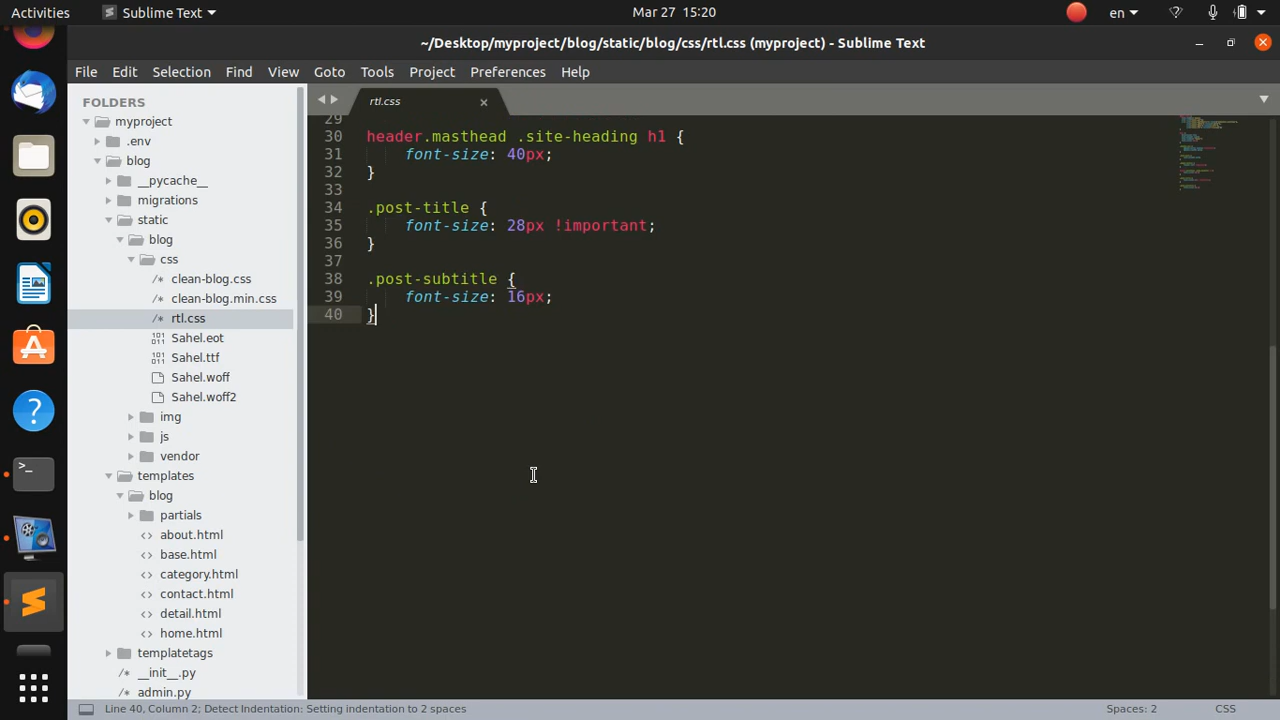 Activities
Sublime Text
Mar 27 15:20
en
~/Desktop/myproject/blog/static/blog/css/rtl.css (myproject) - Sublime Text
File Edit Selection Find View Goto Tools Project Preferences Help
FOLDERS
myproject
.env
blog
__pycache__
migrations
static
blog
css
/* clean-blog.css
/* clean-blog.min.css
/* rtl.css
Sahel.eot
Sahel.ttf
Sahel.woff
Sahel.woff2
img
js
vendor
templates
blog
partials
<> about.html
<> base.html
<> category.html
<> contact.html
<> detail.html
<> home.html
templatetags
/* __init__.py
/* admin.py
rtl.css
29
30 header.masthead .site-heading h1 {
31 font-size: 40px;
32 }
33
34 .post-title {
35 font-size: 28px !important;
36 }
37
38 .post-subtitle {
39 font-size: 16px;
40 }
Line 40, Column 2; Detect Indentation: Setting indentation to 2 spaces
Spaces: 2
CSS